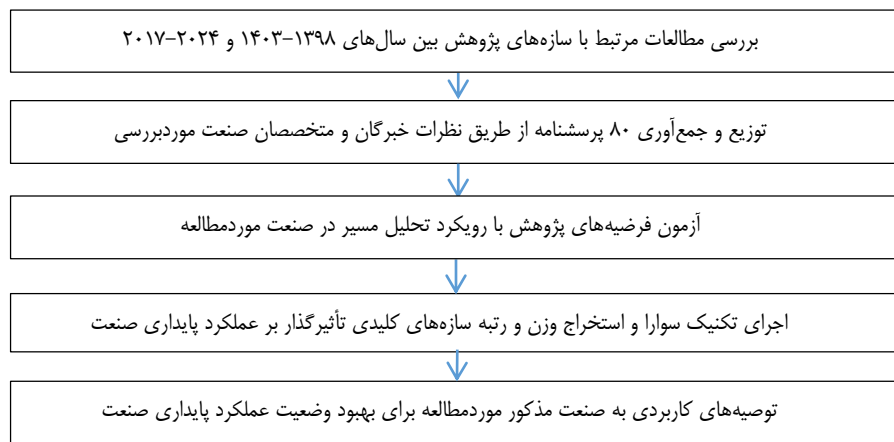 بررسی مطالعات مرتبط با سازه‌های پژوهش بین سال‌های ۱۳۹۸-۱۴۰۳ و ۲۰۲۴-۲۰۱۷
توزیع و جمع‌آوری ۸۰ پرسشنامه از طریق نظرات خبرگان و متخصصان صنعت موردبررسی
آزمون فرضیه‌های پژوهش با رویکرد تحلیل مسیر در صنعت موردمطالعه
اجرای تکنیک سوارا و استخراج وزن و رتبه سازه‌های کلیدی تأثیرگذار بر عملکرد پایداری صنعت
توصیه‌های کاربردی به صنعت مذکور موردمطالعه برای بهبود وضعیت عملکرد پایداری صنعت